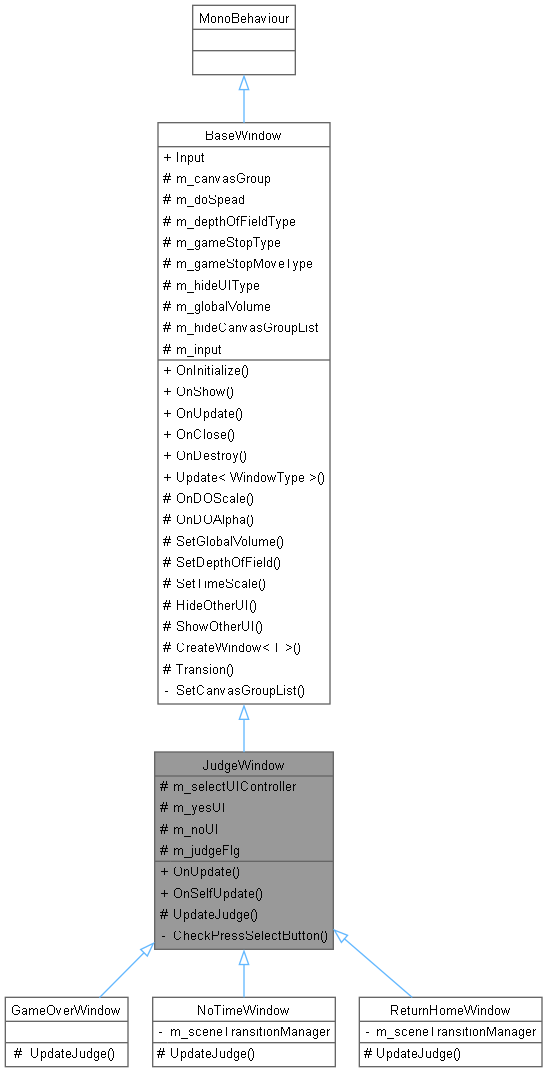 MonoBehaviour
BaseWindow
+ Input
# m_canvasGroup
# m_doSpead
# m_depthOfFieldType
# m_gameStopType
# m_gameStopMoveType
# m_hideUIType
# m_globalVolume
# m_hideCanvasGroupList
# m_input
+ OnInitialize()
+ OnShow()
+ OnUpdate()
+ OnClose()
+ OnDestroy()
+ Update< WindowType >()
# OnDOScale()
# OnDOAlpha()
# SetGlobalVolume()
# SetDepthOfField()
# SetTimeScale()
# HideOtherUI()
# ShowOtherUI()
# CreateWindow< T >()
# Transion()
- SetCanvasGroupList()
JudgeWindow
# m_selectUIController
# m_yesUI
# m_noUI
# m_judgeFlg
+ OnUpdate()
+ OnSelfUpdate()
# UpdateJudge()
- CheckPressSelectButton()
GameOverWindow
# UpdateJudge()
NoTimeWindow
- m_sceneTransitionManager
# UpdateJudge()
ReturnHomeWindow
- m_sceneTransitionManager
# UpdateJudge()